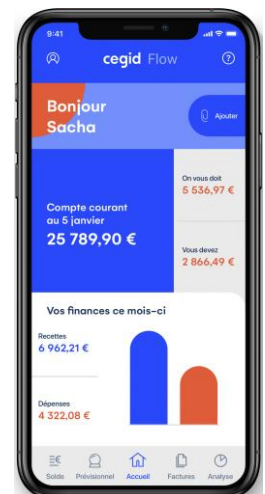 9:41
cegid Flow
?
Bonjour
Sacha
Ajouter
Compte courant
au 5 janvier
25 789,90 €
On vous doit
5 536,97 €
Vous devez
2 866,49 €
Vos finances ce mois-ci
Recettes
6 962,21 €
Dépenses
4 322,08 €
Solde
Prévisionnel
Accueil
Factures
Analyse